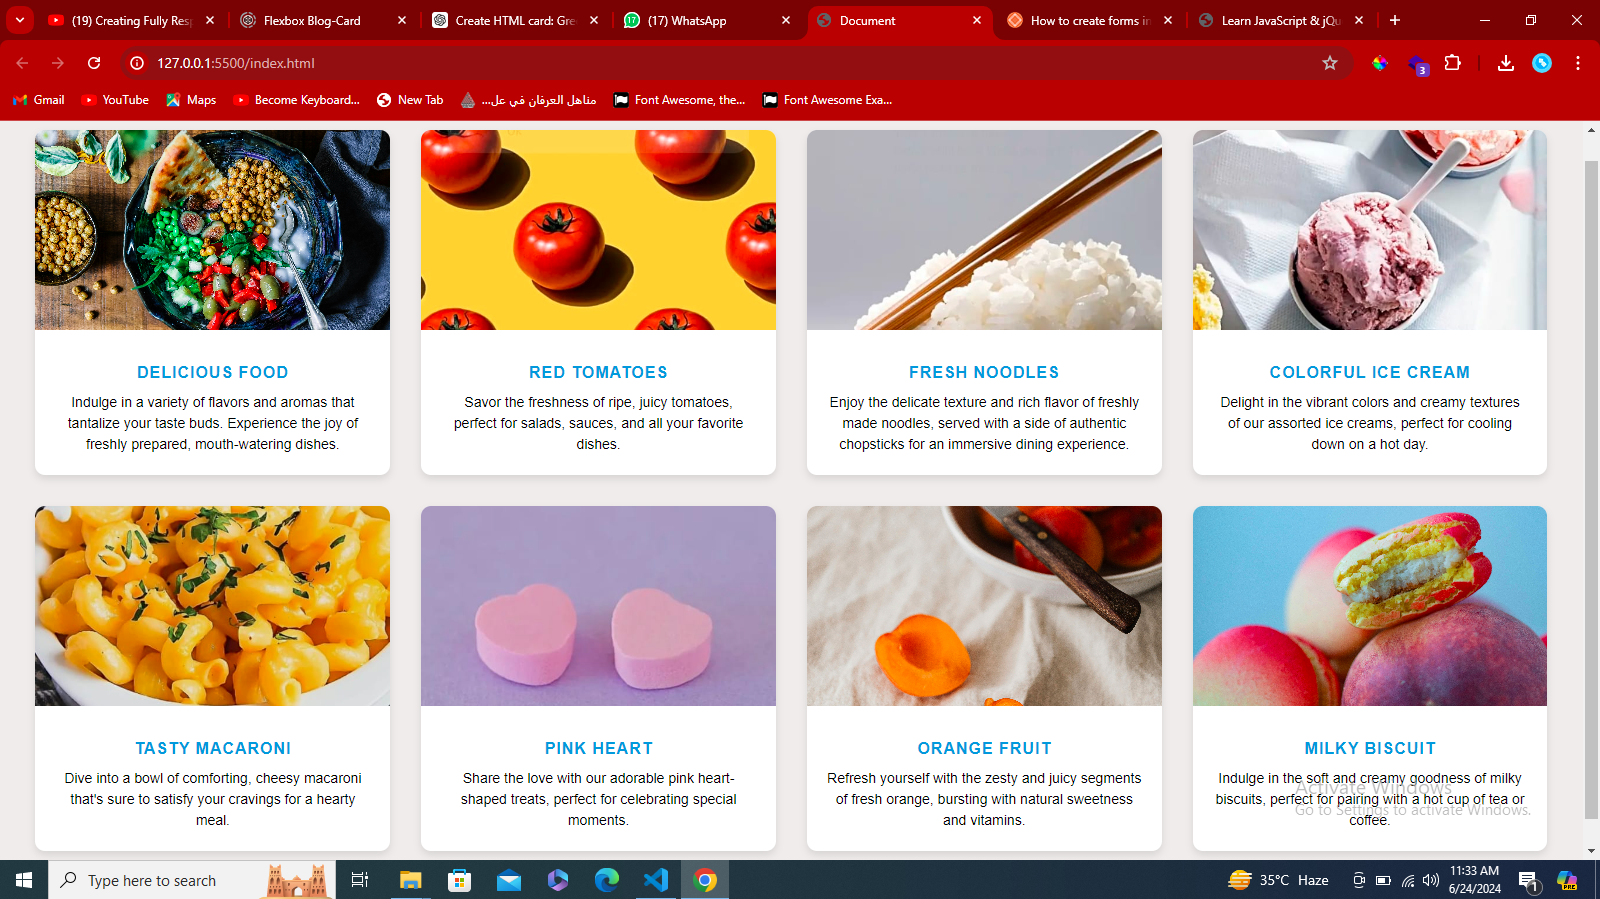 (19) Creating Fully Resp
Flexbox Blog-Card
Create HTML card: Gre
(17) WhatsApp
Document
How to create forms in
Learn JavaScript & jQu
127.0.0.1:5500/index.html
3
Gmail
YouTube
Maps
Become Keyboard...
New Tab
مناهل العرفان في عل...
Font Awesome, the...
Font Awesome Exa...
DELICIOUS FOOD
Indulge in a variety of flavors and aromas that
tantalize your taste buds. Experience the joy of
freshly prepared, mouth-watering dishes.
RED TOMATOES
Savor the freshness of ripe, juicy tomatoes,
perfect for salads, sauces, and all your favorite
dishes.
FRESH NOODLES
Enjoy the delicate texture and rich flavor of freshly
made noodles, served with a side of authentic
chopsticks for an immersive dining experience.
COLORFUL ICE CREAM
Delight in the vibrant colors and creamy textures
of our assorted ice creams, perfect for cooling
down on a hot day.
TASTY MACARONI
Dive into a bowl of comforting, cheesy macaroni
that's sure to satisfy your cravings for a hearty
meal.
PINK HEART
Share the love with our adorable pink heart-
shaped treats, perfect for celebrating special
moments.
ORANGE FRUIT
Refresh yourself with the zesty and juicy segments
of fresh orange, bursting with natural sweetness
and vitamins.
MILKY BISCUIT
Indulge in the soft and creamy goodness of milky
biscuits, perfect for pairing with a hot cup of tea or
coffee.
Activate Windows
Go to Settings to activate Windows.
Type here to search
35°C Haze
11:33 AM
6/24/2024
1
PRE